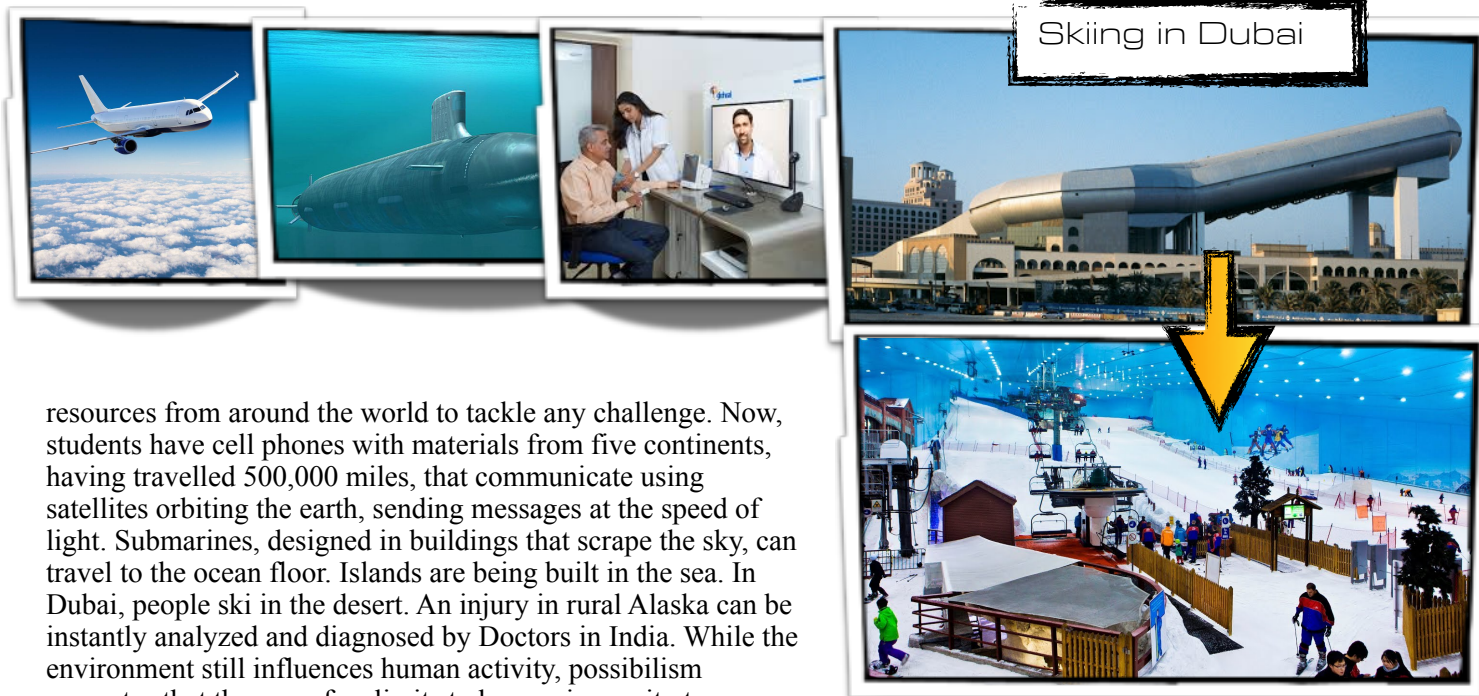 Skiing in Dubai
resources from around the world to tackle any challenge. Now,
students have cell phones with materials from five continents,
having travelled 500,000 miles, that communicate using
satellites orbiting the earth, sending messages at the speed of
light. Submarines, designed in buildings that scrape the sky, can
travel to the ocean floor. Islands are being built in the sea. In
Dubai, people ski in the desert. An injury in rural Alaska can be
instantly analyzed and diagnosed by Doctors in India. While the
environment still influences human activity, possibilism